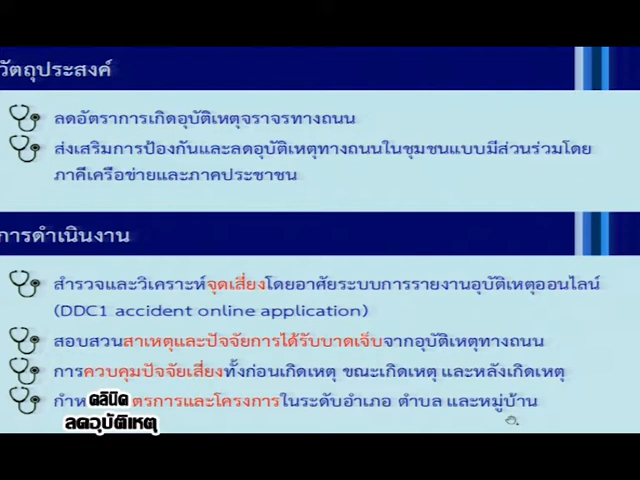 วัตถุประสงค์
ลดอัตราการเกิดอุบัติเหตุจราจรทางถนน
ส่งเสริมการป้องกันและลดอุบัติเหตุทางถนนในชุมชนแบบมีส่วนร่วมโดย
ภาคีเครือข่ายและภาคประชาชน
การดำเนินงาน
สำรวจและวิเคราะห์จุดเสี่ยงโดยอาศัยระบบการรายงานอุบัติเหตุออนไลน์
(DDC1 accident online application)
สอบสวนสาเหตุและปัจจัยการได้รับบาดเจ็บจากอุบัติเหตุทางถนน
การควบคุมปัจจัยเสี่ยงทั้งก่อนเกิดเหตุ ขณะเกิดเหตุ และหลังเกิดเหตุ
ตรการและโครงการในระดับอำเภอ ตำบล และหมู่บ้าน
คลินิค
ลดอุบัติเหตุ